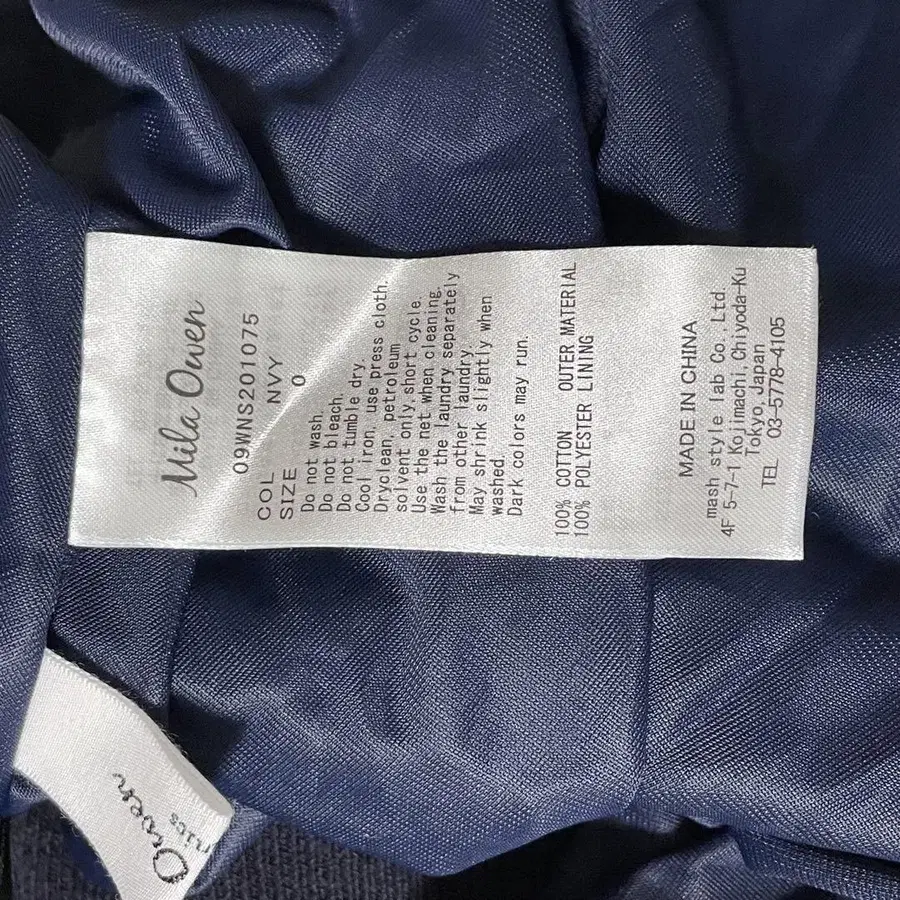 Mila Owen
09WNS201075
COL NVY
SIZE 0
Do not wash.
Do not bleach.
Do not tumble dry.
Cool iron, use press cloth.
Dryclean, petroleum
solvent only,short cycle.
Use the net when cleaning.
Wash the laundry separately
from other laundry.
May shrink slightly when
washed.
Dark colors may run.
100% COTTON OUTER MATERIAL
100% POLYESTER LINING
MADE IN CHINA
mash style lab Co.,Ltd.
4F 5-7-1 Kojimachi,Chiyoda-Ku
Tokyo,Japan
TEL 03-5778-4105
Owen